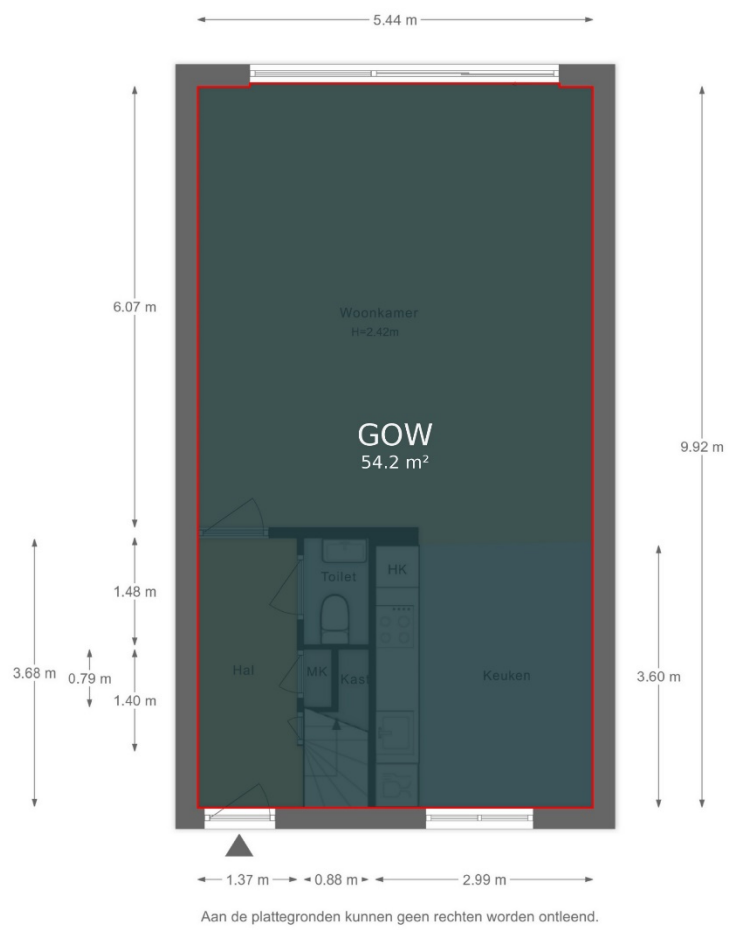 5.44 m
6.07 m
Woonkamer
H=2.42m
GOW
54.2 m²
9.92 m
1.48 m
Toilet
HK
3.68 m
0.79 m
Hal
MK
Kast
Keuken
3.60 m
1.40 m
1.37 m
0.88 m
2.99 m
Aan de plattegronden kunnen geen rechten worden ontleend.